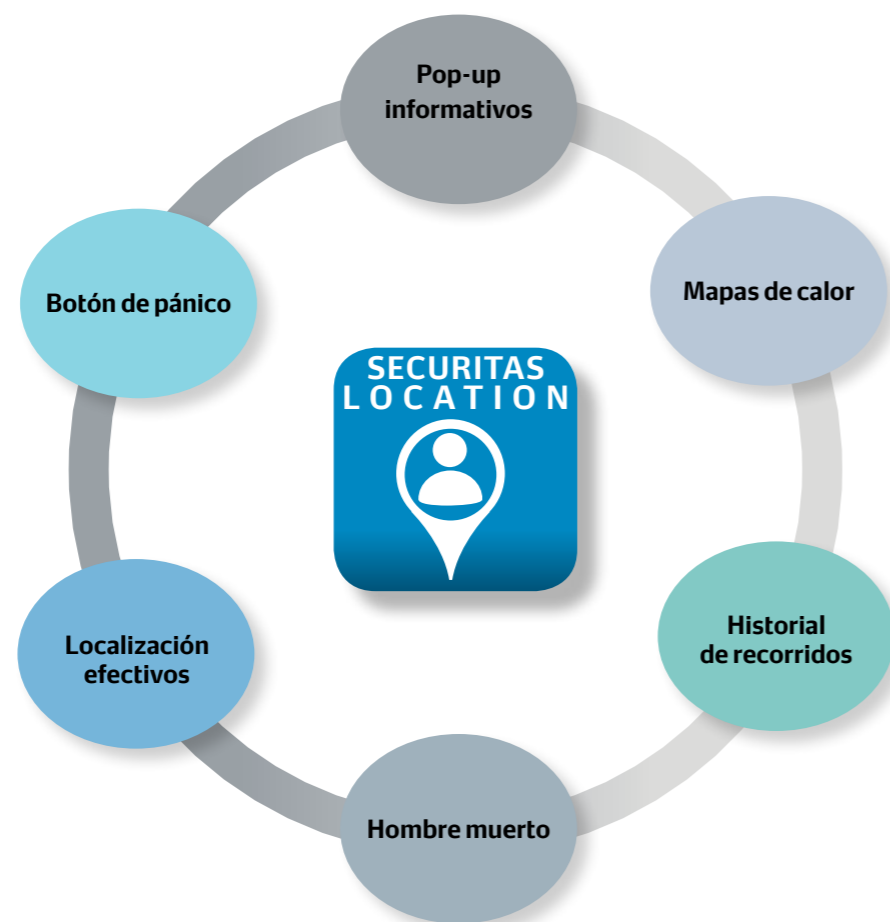 Pop-up
informativos
Botón de pánico
Mapas de calor
SECURITAS
LOCATION
Localización
efectivos
Historial
de recorridos
Hombre muerto